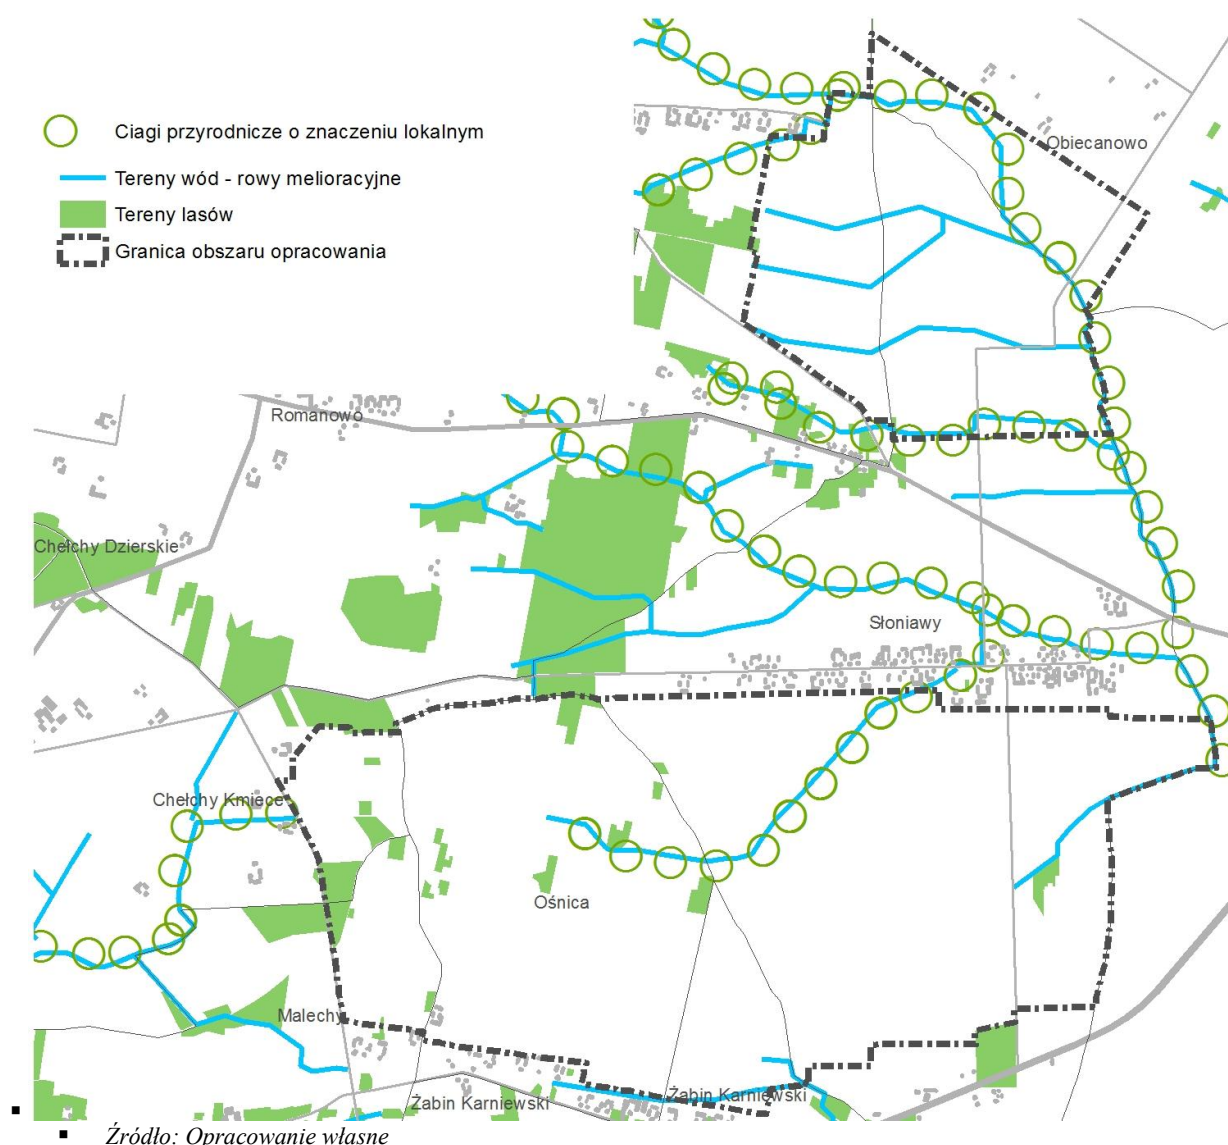 Ciagi przyrodnicze o znaczeniu lokalnym
Tereny wód - rowy melioracyjne
Tereny lasów
Granica obszaru opracowania
Obiecanowo
Romanowo
Chełchy Dzierskie
Słoniawy
Chełchy Kmiece
Ośnica
Malechy
Żabin Karniewski
Żabin Karniewski
Źródło: Opracowanie własne